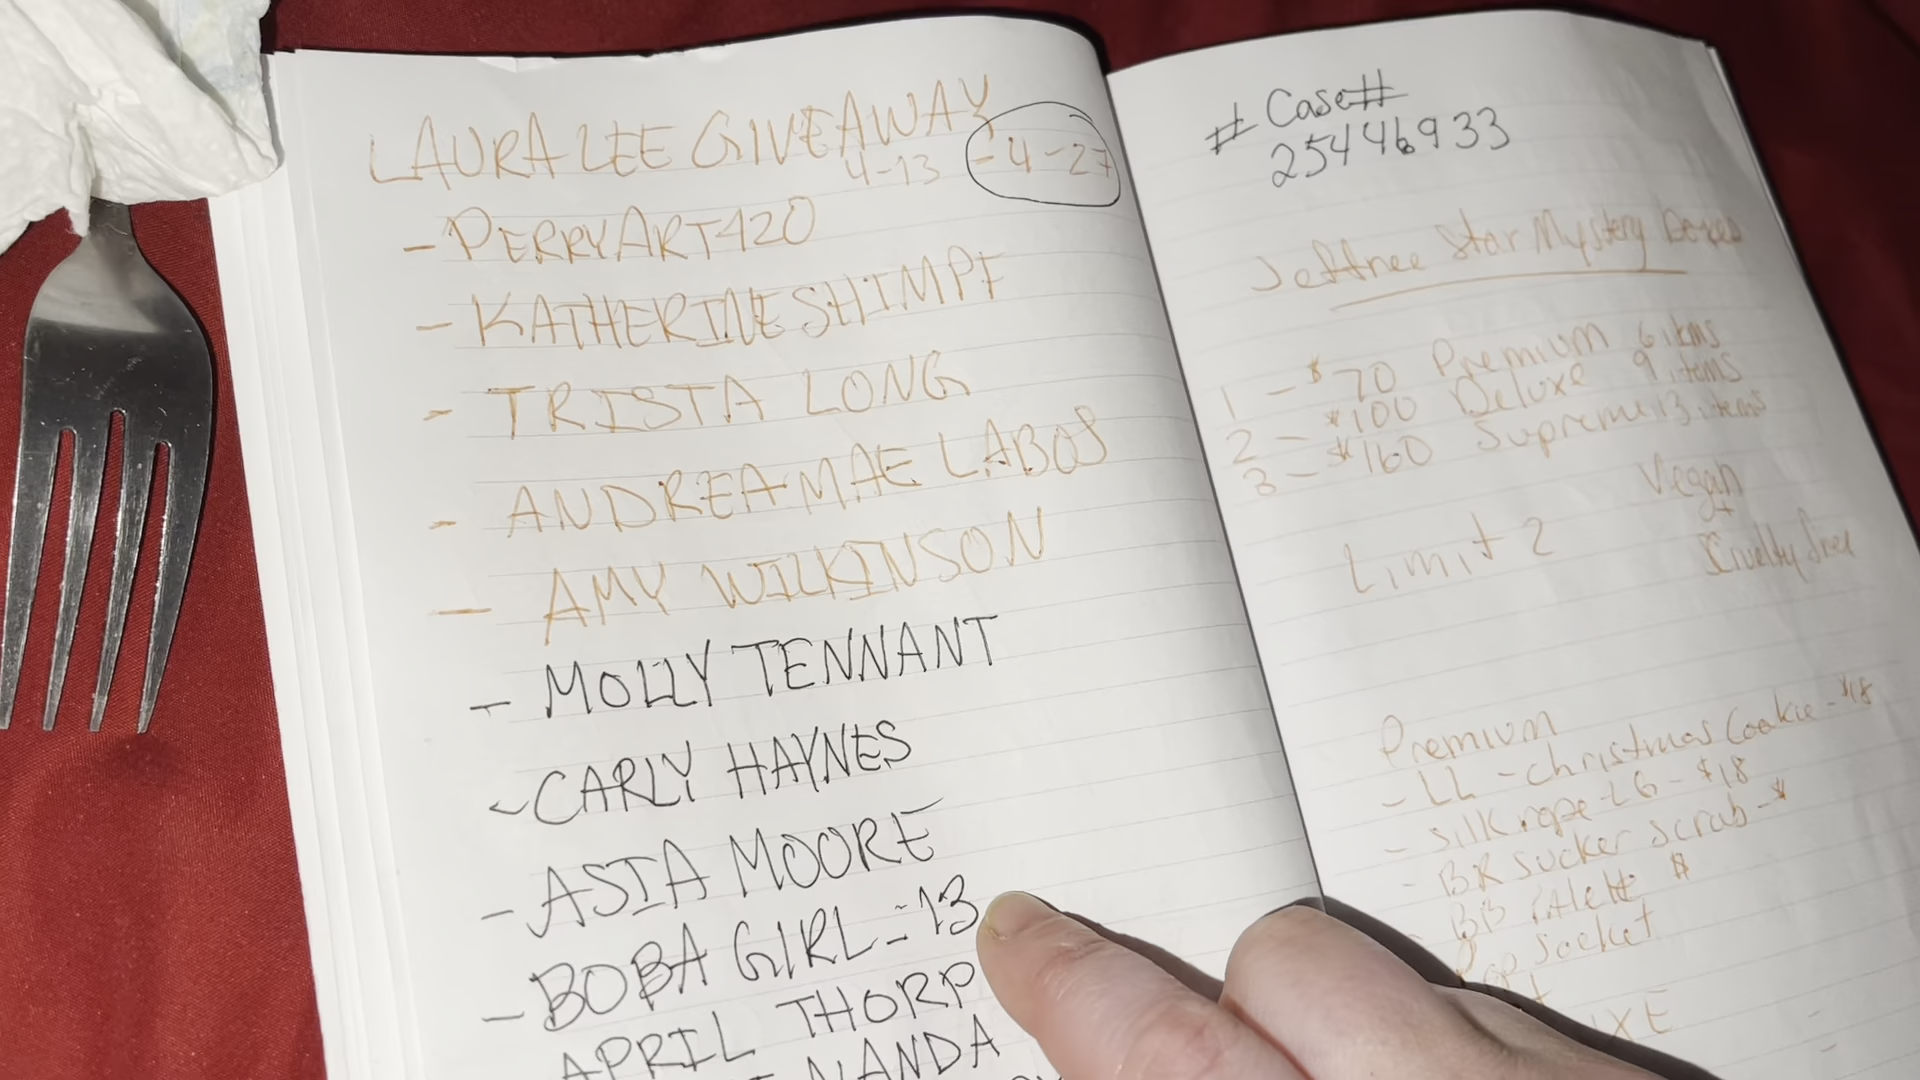 LAURA LEE GIVEAWAY
4-13 -4-27
- PERRYART420
- KATHERINE SHIMPF
- TRISTA LONG
- ANDREA MAE LABOS
- AMY WILKINSON
- MOLLY TENNANT
- CARLY HAYNES
- ASIA MOORE
- BOBA GIRL -13
APRIL THORP
NANDA
# Case#
25446933
Jeffree Star Mystery Boxes
1 - $70 Premium 6 items
2 - $100 Deluxe 9 items
3 - $160 Supreme 13 items
Limit 2
Vegan
+
Cruelty free
Premium
- LL - Christmas Cookie - $18
- silk rope - LG - $18
- BR sucker scrub - *
- BB Palette
Pop Socket